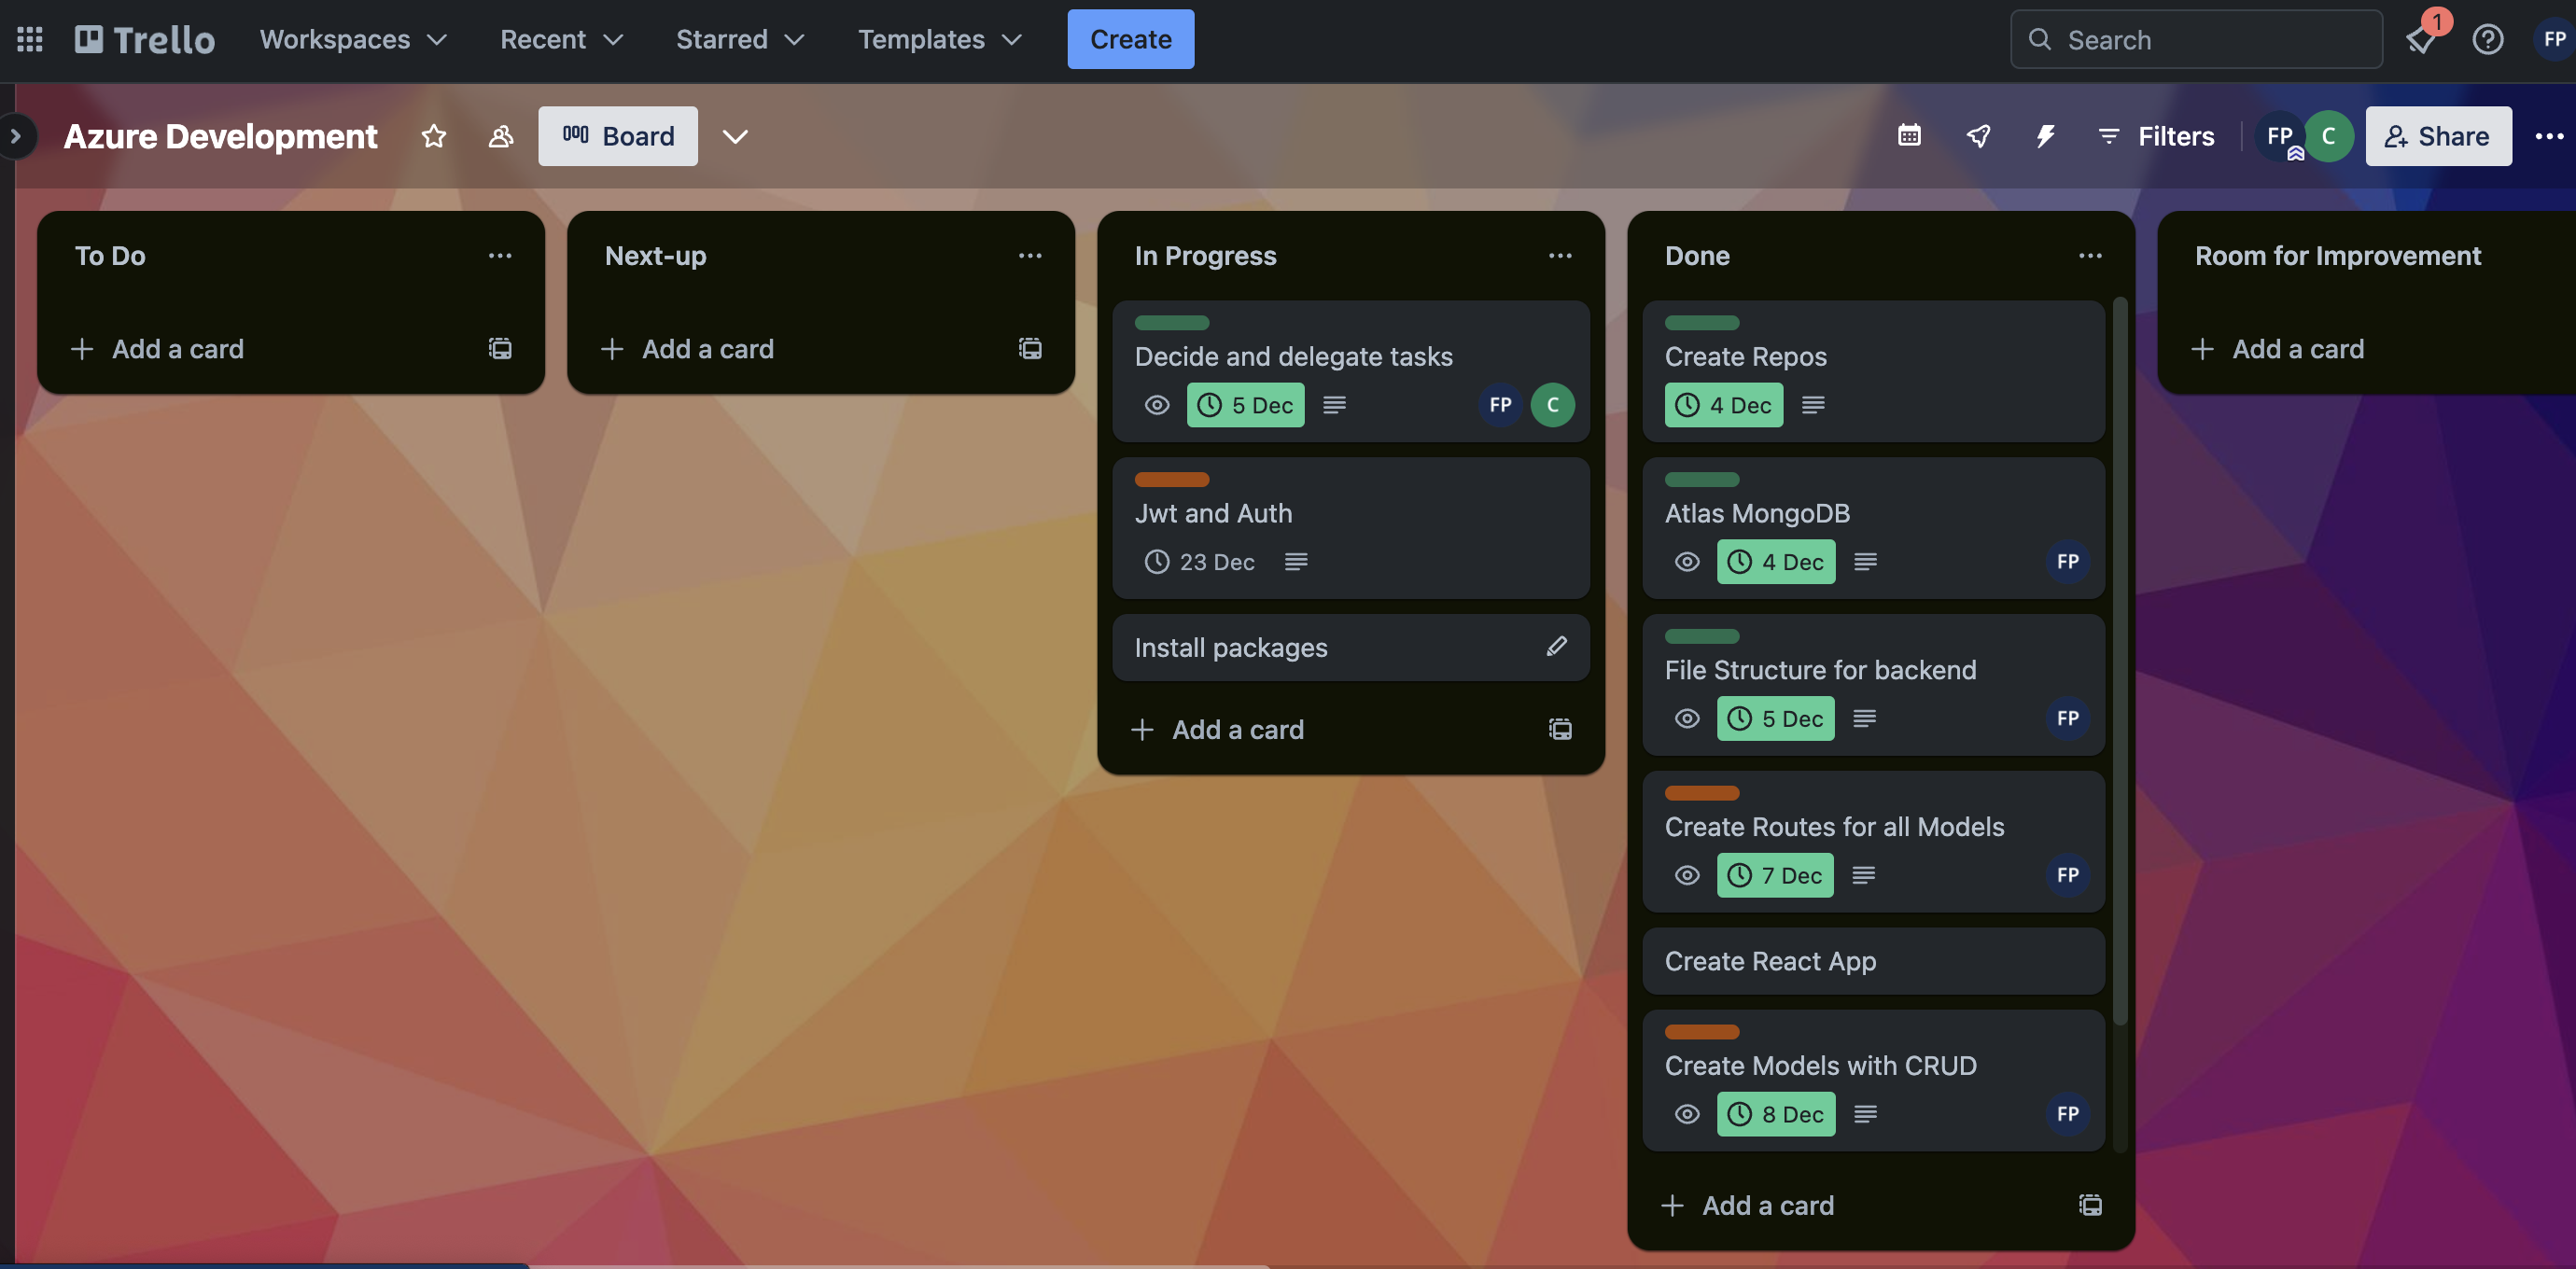 Trello
Workspaces
Recent
Starred
Templates
Create
Search
1
FP
Azure Development
Board
Filters
FP
C
Share
To Do
Add a card
Next-up
Add a card
In Progress
Decide and delegate tasks
5 Dec
FP
C
Jwt and Auth
23 Dec
Install packages
Add a card
Done
Create Repos
4 Dec
Atlas MongoDB
4 Dec
FP
File Structure for backend
5 Dec
FP
Create Routes for all Models
7 Dec
FP
Create React App
Create Models with CRUD
8 Dec
FP
Add a card
Room for Improvement
Add a card